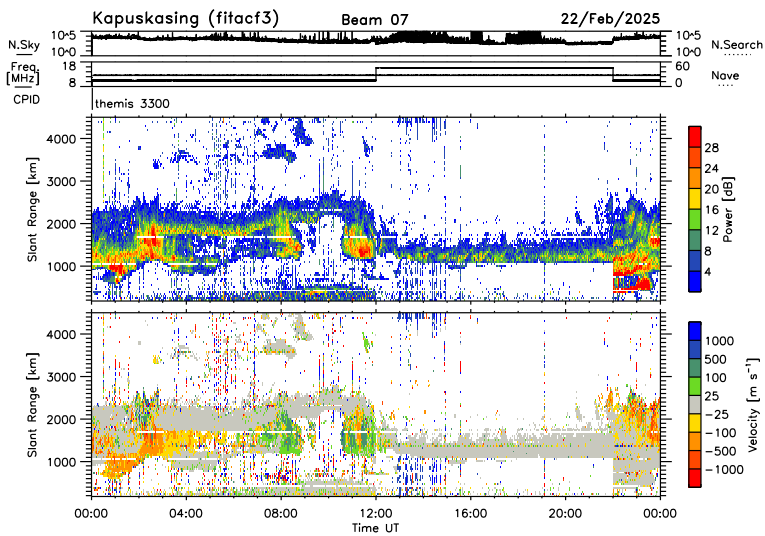 Kapuskasing (fitacf3) Beam 07 22/Feb/2025
N.Sky 10^5 10^0 10^5 10^0 N.Search
Freq. [MHz] 18 8 60 0 Nave
CPID themis 3300
Slant Range [km] 4000 3000 2000 1000
Power [dB] 28 24 20 16 12 8 4
Slant Range [km] 4000 3000 2000 1000
Velocity [m s⁻¹] 1000 500 100 25 −25 −100 −500 −1000
00:00 04:00 08:00 12:00 16:00 20:00 00:00
Time UT